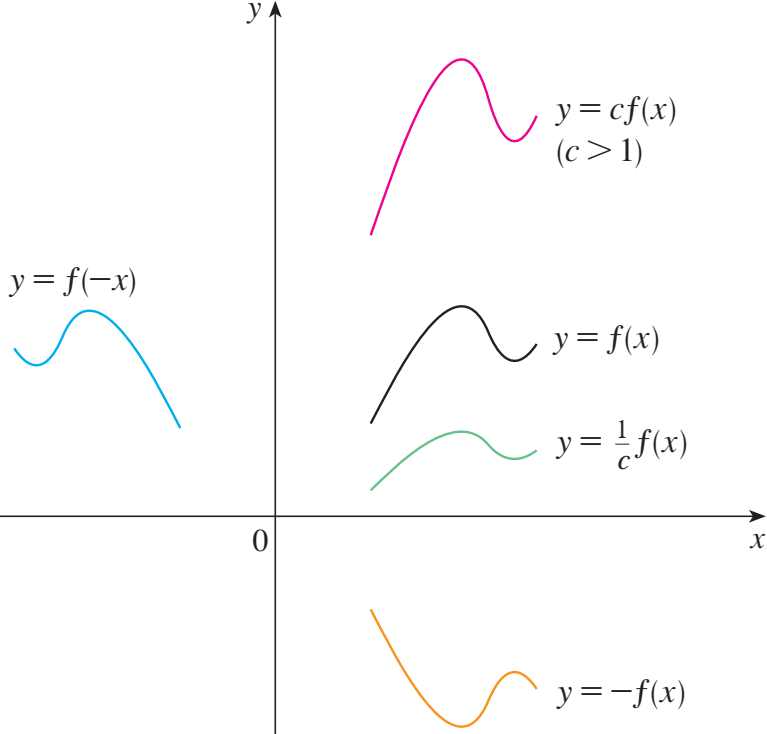 y
y = cf(x)
(c > 1)
y = f(−x)
y = f(x)
y = 1/c f(x)
0
x
y = −f(x)